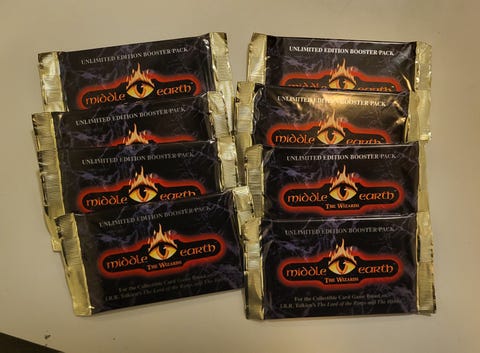 UNLIMITED EDITION BOOSTER PACK
middle earth
UNLIMITED EDITION BOOSTER PACK
middle earth
UNLIMITED EDITION BOOSTER PACK
middle earth
UNLIMITED EDITION BOOSTER PACK
middle earth™
THE WIZARDS
For the Collectible Card Game Based on
J.R.R. Tolkien's The Lord of the Rings and The Hobbit
UNLIMITED EDITION BOOSTER PACK
middle earth
UNLIMITED EDITION BOOSTER PACK
middle earth
UNLIMITED EDITION BOOSTER PACK
middle earth™
THE WIZARDS
UNLIMITED EDITION BOOSTER PACK
middle earth™
THE WIZARDS
For the Collectible Card Game Based on
J.R.R. Tolkien's The Lord of the Rings and The Hobbit